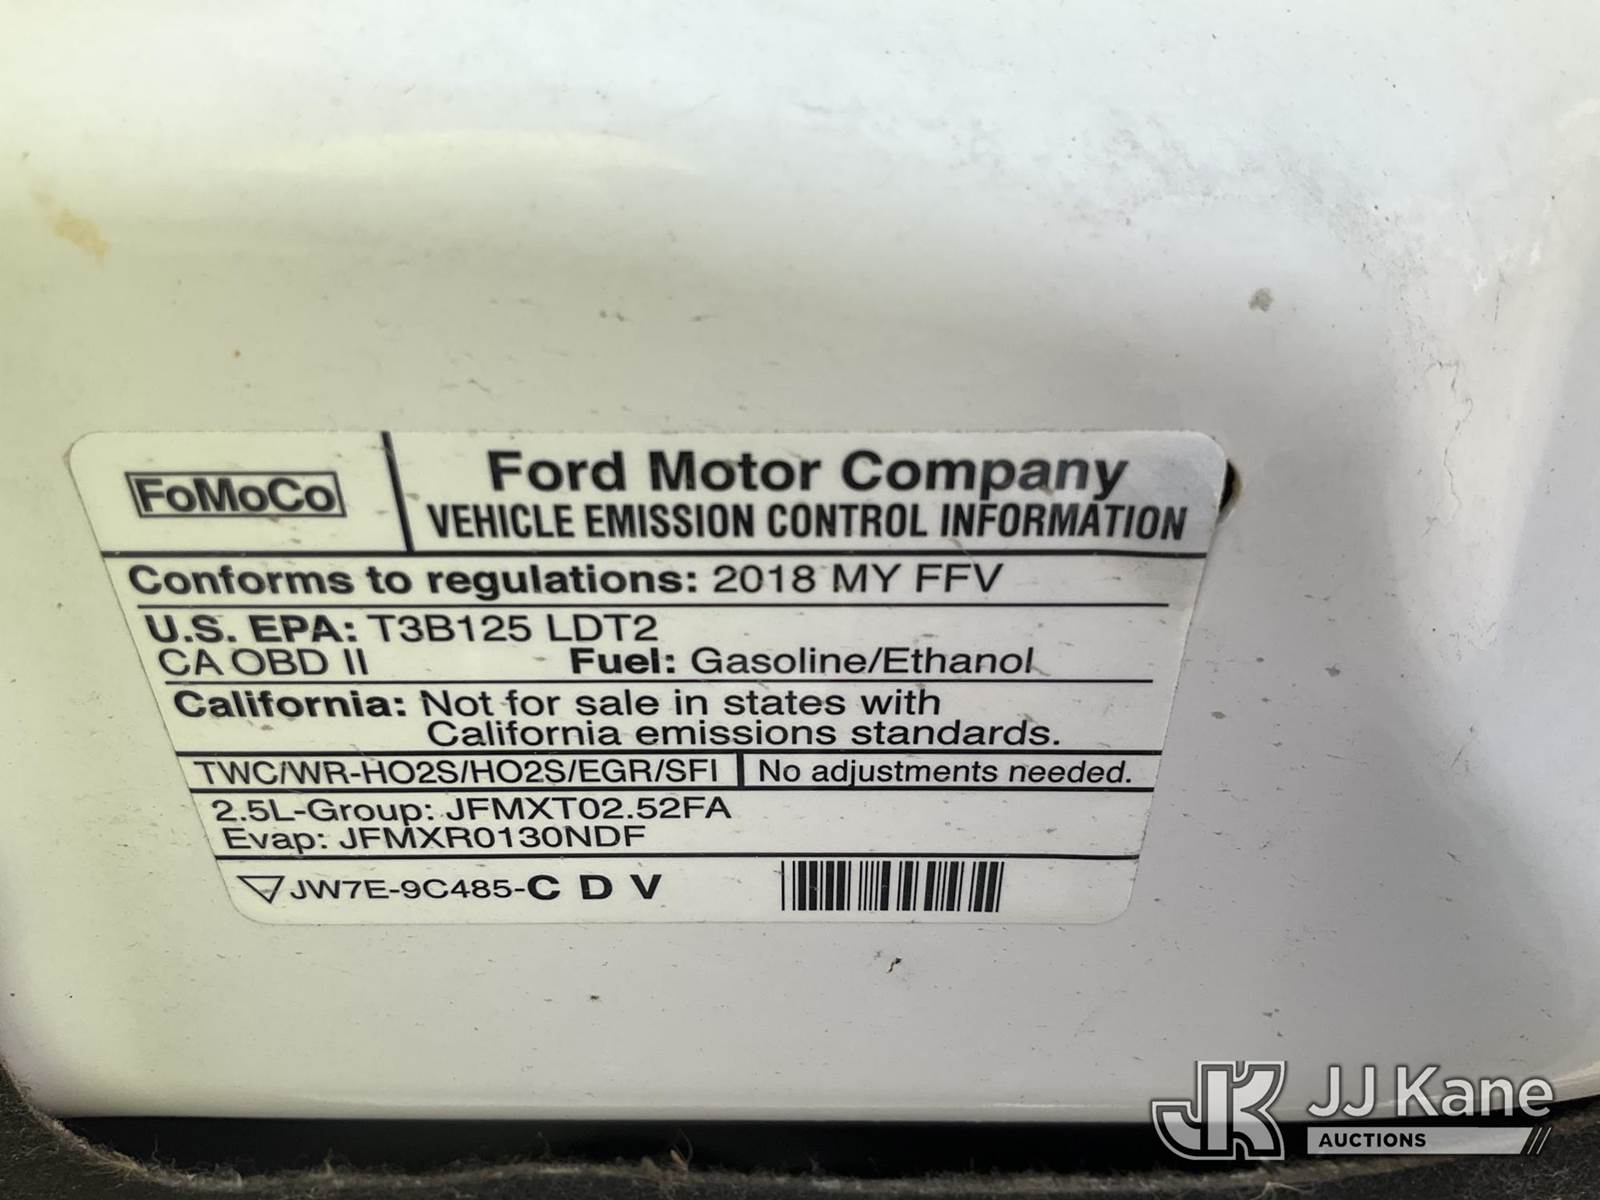 FoMoCo
Ford Motor Company
VEHICLE EMISSION CONTROL INFORMATION
Conforms to regulations: 2018 MY FFV
U.S. EPA: T3B125 LDT2
CA OBD II Fuel: Gasoline/Ethanol
California: Not for sale in states with
California emissions standards.
TWC/WR-HO2S/HO2S/EGR/SFI No adjustments needed.
2.5L-Group: JFMXT02.52FA
Evap: JFMXR0130NDF
JW7E-9C485-C D V
JK JJ Kane
AUCTIONS